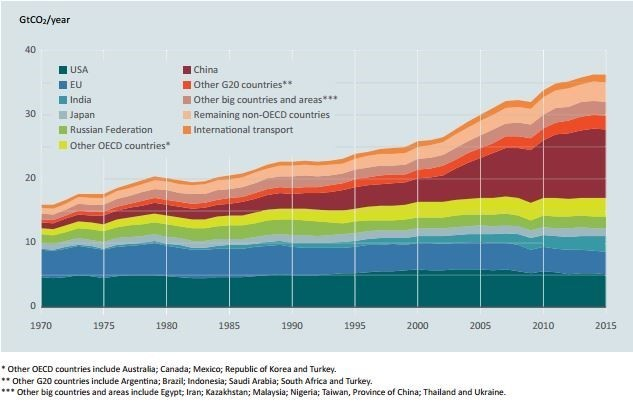 GtCO₂/year
40
USA
China
EU
Other G20 countries**
India
Other big countries and areas***
Japan
Remaining non-OECD countries
Russian Federation
International transport
Other OECD countries*
30
20
10
0
1970 1975 1980 1985 1990 1995 2000 2005 2010 2015
* Other OECD countries include Australia; Canada; Mexico; Republic of Korea and Turkey.
** Other G20 countries include Argentina; Brazil; Indonesia; Saudi Arabia; South Africa and Turkey.
*** Other big countries and areas include Egypt; Iran; Kazakhstan; Malaysia; Nigeria; Taiwan, Province of China; Thailand and Ukraine.